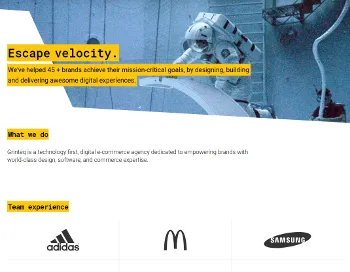 Escape velocity.
We've helped 45 + brands achieve their mission-critical goals, by designing, building
and delivering awesome digital experiences.
What we do
Grinteq is a technology first, digital e-commerce agency dedicated to empowering brands with
world-class design, software, and commerce expertise.
Team experience
adidas
SAMSUNG